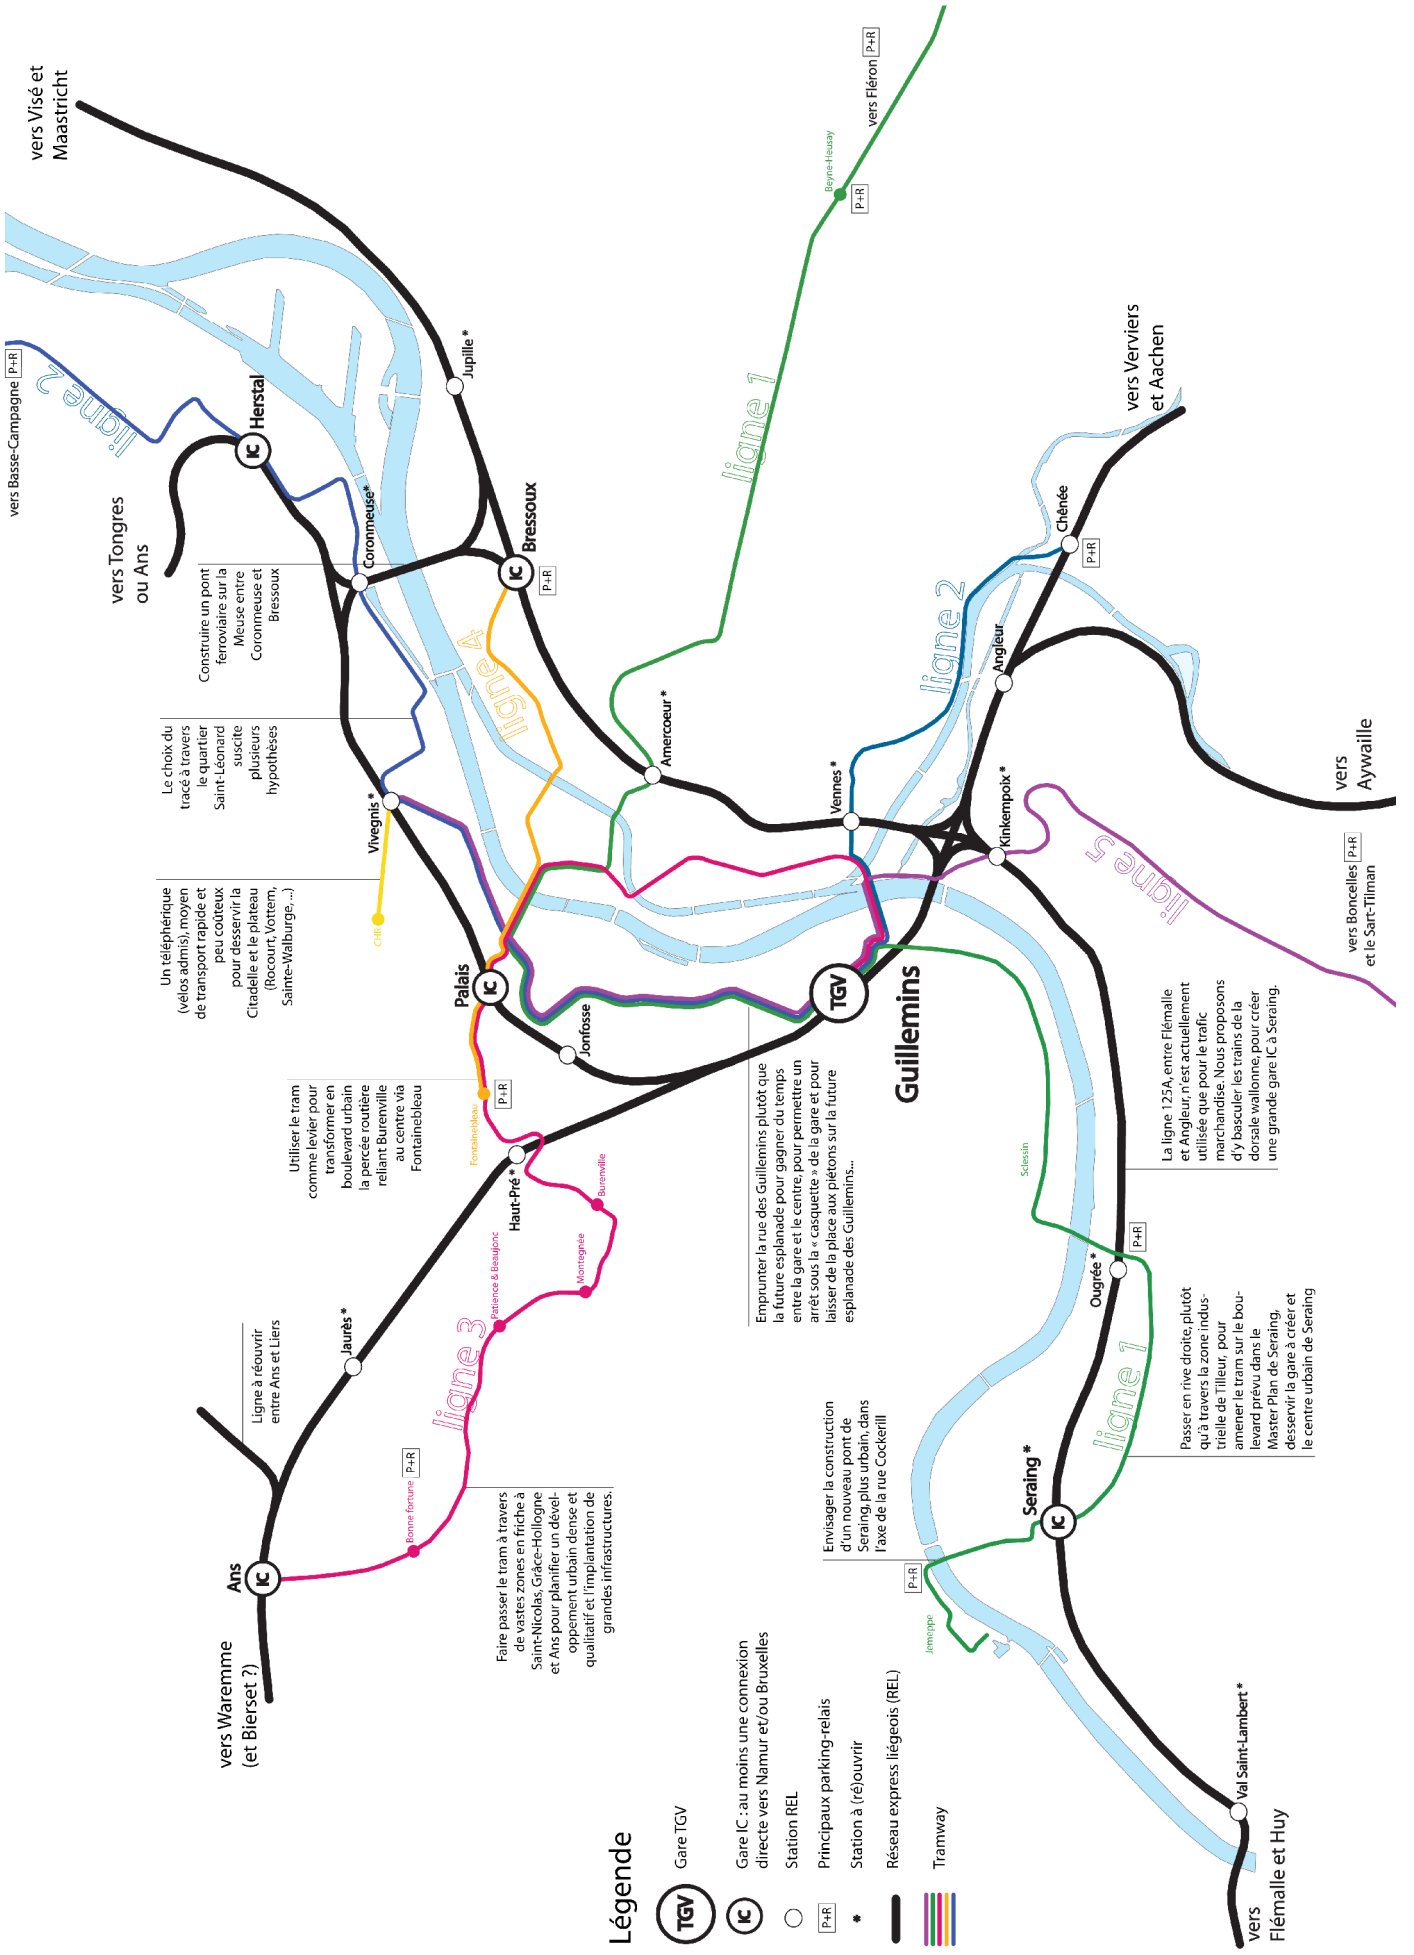 vers Visé et
Maastricht
vers Basse-Campagne P+R
ligne 2
Herstal
IC
vers Tongres
ou Ans
Jupille *
Coronmeuse*
Bressoux
IC
P+R
Construire un pont
ferroviaire sur la
Meuse entre
Coronmeuse et
Bressoux
Le choix du
tracé à travers
le quartier
Saint-Léonard
suscite
plusieurs
hypothèses
Un téléphérique
(vélos admis), moyen
de transport rapide et
peu coûteux
pour desservir la
Citadelle et le plateau
(Rocourt, Vottem,
Sainte-Walburge, ...)
CHR
Vivegnis *
ligne 4
Amercoeur *
ligne 1
Beyne-Heusay
P+R
vers Fléron P+R
vers Verviers
et Aachen
Chênée
P+R
ligne 2
Angleur
Vennes *
Kinkempoix *
vers
Aywaille
ligne 5
vers Boncelles P+R
et le Sart-Tilman
Palais
IC
Jonfosse
TGV
Guillemins
Utiliser le tram
comme levier pour
transformer en
boulevard urbain
la percée routière
reliant Burenville
au centre via
Fontainebleau
Fontainebleau
P+R
Haut-Pré *
Burenville
Montegnée
Patience & Beaujonc
ligne 3
Bonne fortune
P+R
Jaurès *
Ligne à réouvrir
entre Ans et Liers
Ans
IC
vers Waremme
(et Bierset ?)
Faire passer le tram à travers
de vastes zones en friche à
Saint-Nicolas, Grâce-Hollogne
et Ans pour planifier un dével-
oppement urbain dense et
qualitatif et l'implantation de
grandes infrastructures.
Emprunter la rue des Guillemins plutôt que
la future esplanade pour gagner du temps
entre la gare et le centre, pour permettre un
arrêt sous la « casquette » de la gare et pour
laisser de la place aux piétons sur la future
esplanade des Guillemins...
La ligne 125A, entre Flémalle
et Angleur, n'est actuellement
utilisée que pour le trafic
marchandise. Nous proposons
d'y basculer les trains de la
dorsale wallonne, pour créer
une grande gare IC à Seraing.
Sclessin
Ougrée *
P+R
ligne 1
Passer en rive droite, plutôt
qu'à travers la zone indus-
trielle de Tilleur, pour
amener le tram sur le bou-
levard prévu dans le
Master Plan de Seraing,
desservir la gare à créer et
le centre urbain de Seraing
Envisager la construction
d'un nouveau pont de
Seraing, plus urbain, dans
l'axe de la rue Cockerill
Seraing *
IC
P+R
Jemeppe
Val Saint-Lambert *
vers
Flémalle et Huy
Légende
TGV
Gare TGV
IC
Gare IC : au moins une connexion
directe vers Namur et/ou Bruxelles
Station REL
P+R
Principaux parking-relais
*
Station à (ré)ouvrir
Réseau express liégeois (REL)
Tramway